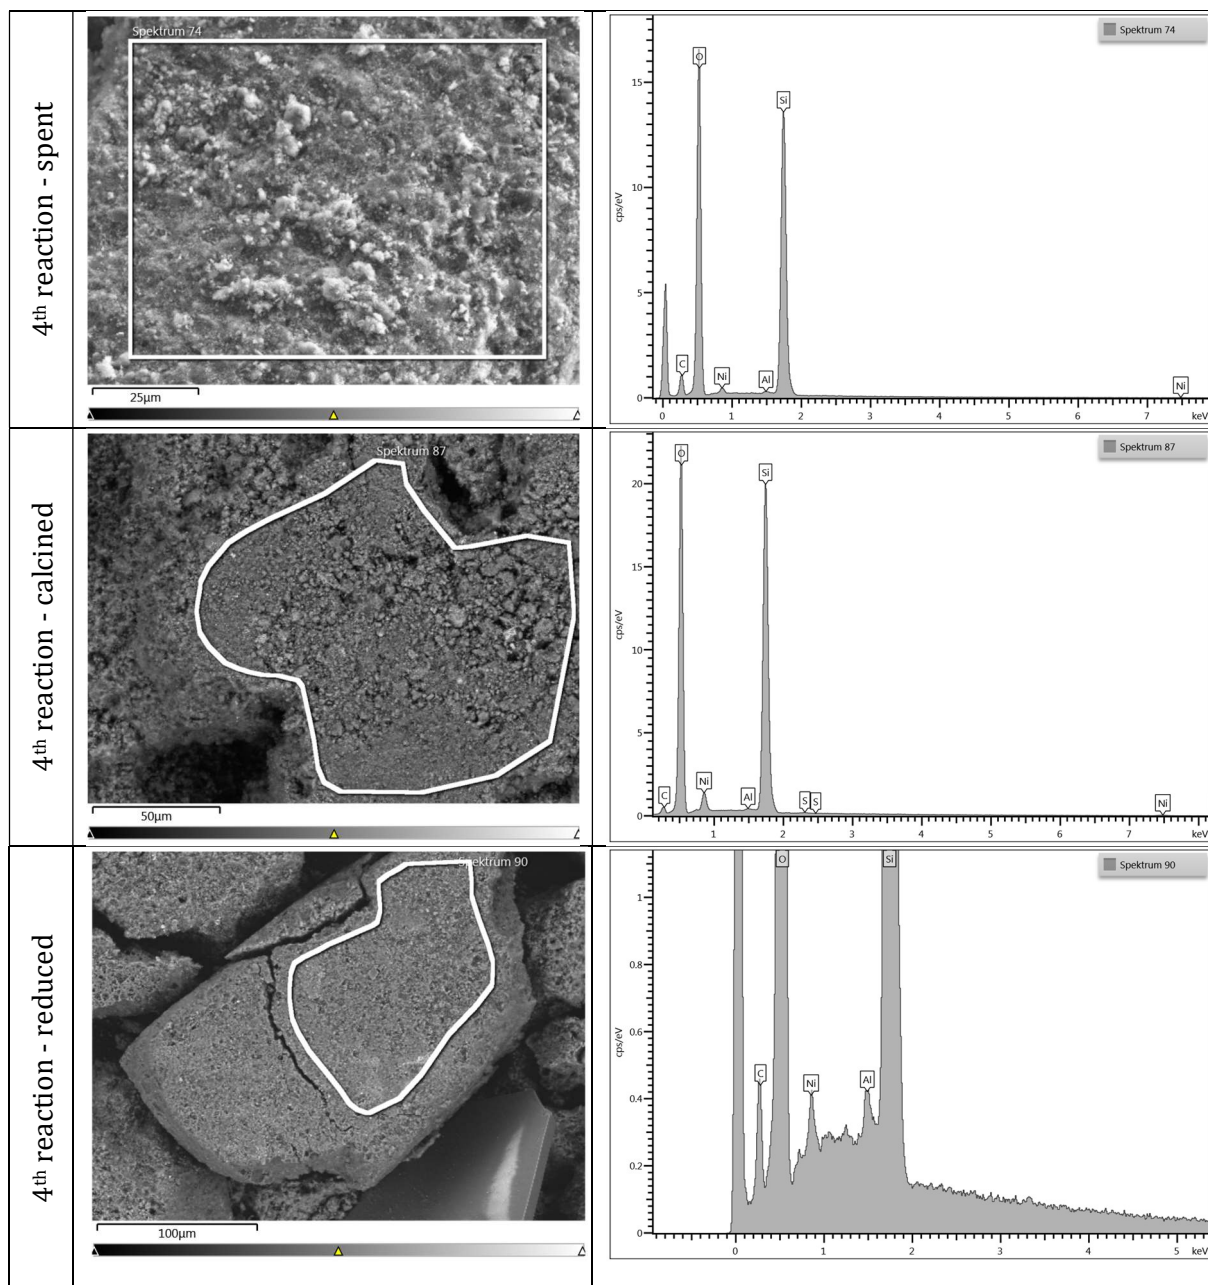 4th reaction - spent
Spektrum 74
25µm
Spektrum 74
cps/eV
15
10
5
0
O
Si
C
Ni
Al
Ni
0 1 2 3 4 5 6 7 keV
4th reaction - calcined
Spektrum 87
50µm
Spektrum 87
cps/eV
20
15
10
5
0
O
Si
C
Ni
Al
S S
Ni
1 2 3 4 5 6 7 keV
4th reaction - reduced
Spektrum 90
100µm
Spektrum 90
cps/eV
1
0.8
0.6
0.4
0.2
0
O
Si
C
Ni
Al
0 1 2 3 4 5 keV